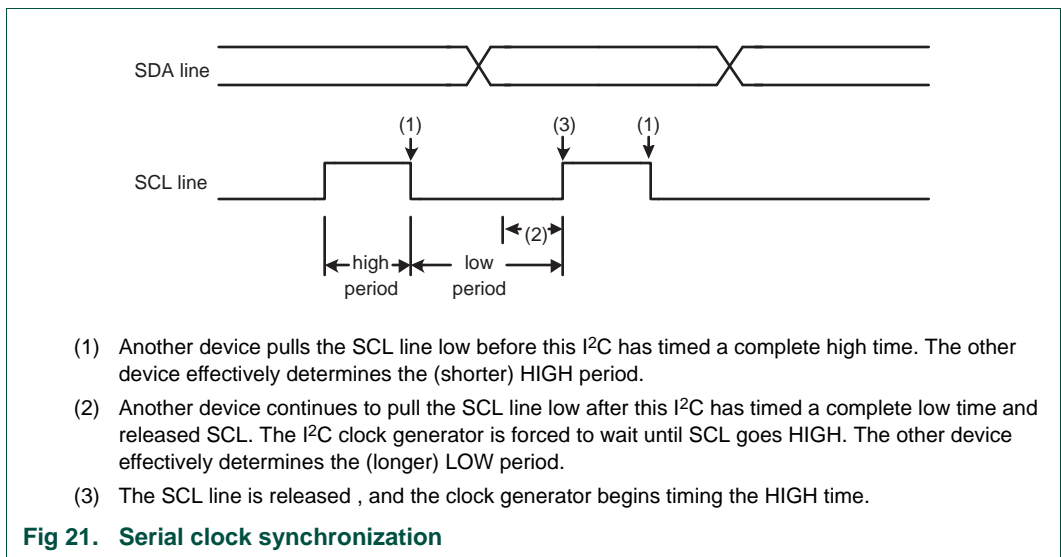 SDA line
(1)
(3)
(1)
SCL line
(2)
high
period
low
period
(1) Another device pulls the SCL line low before this I2C has timed a complete high time. The other
device effectively determines the (shorter) HIGH period.
(2) Another device continues to pull the SCL line low after this I2C has timed a complete low time and
released SCL. The I2C clock generator is forced to wait until SCL goes HIGH. The other device
effectively determines the (longer) LOW period.
(3) The SCL line is released , and the clock generator begins timing the HIGH time.
Fig 21. Serial clock synchronization